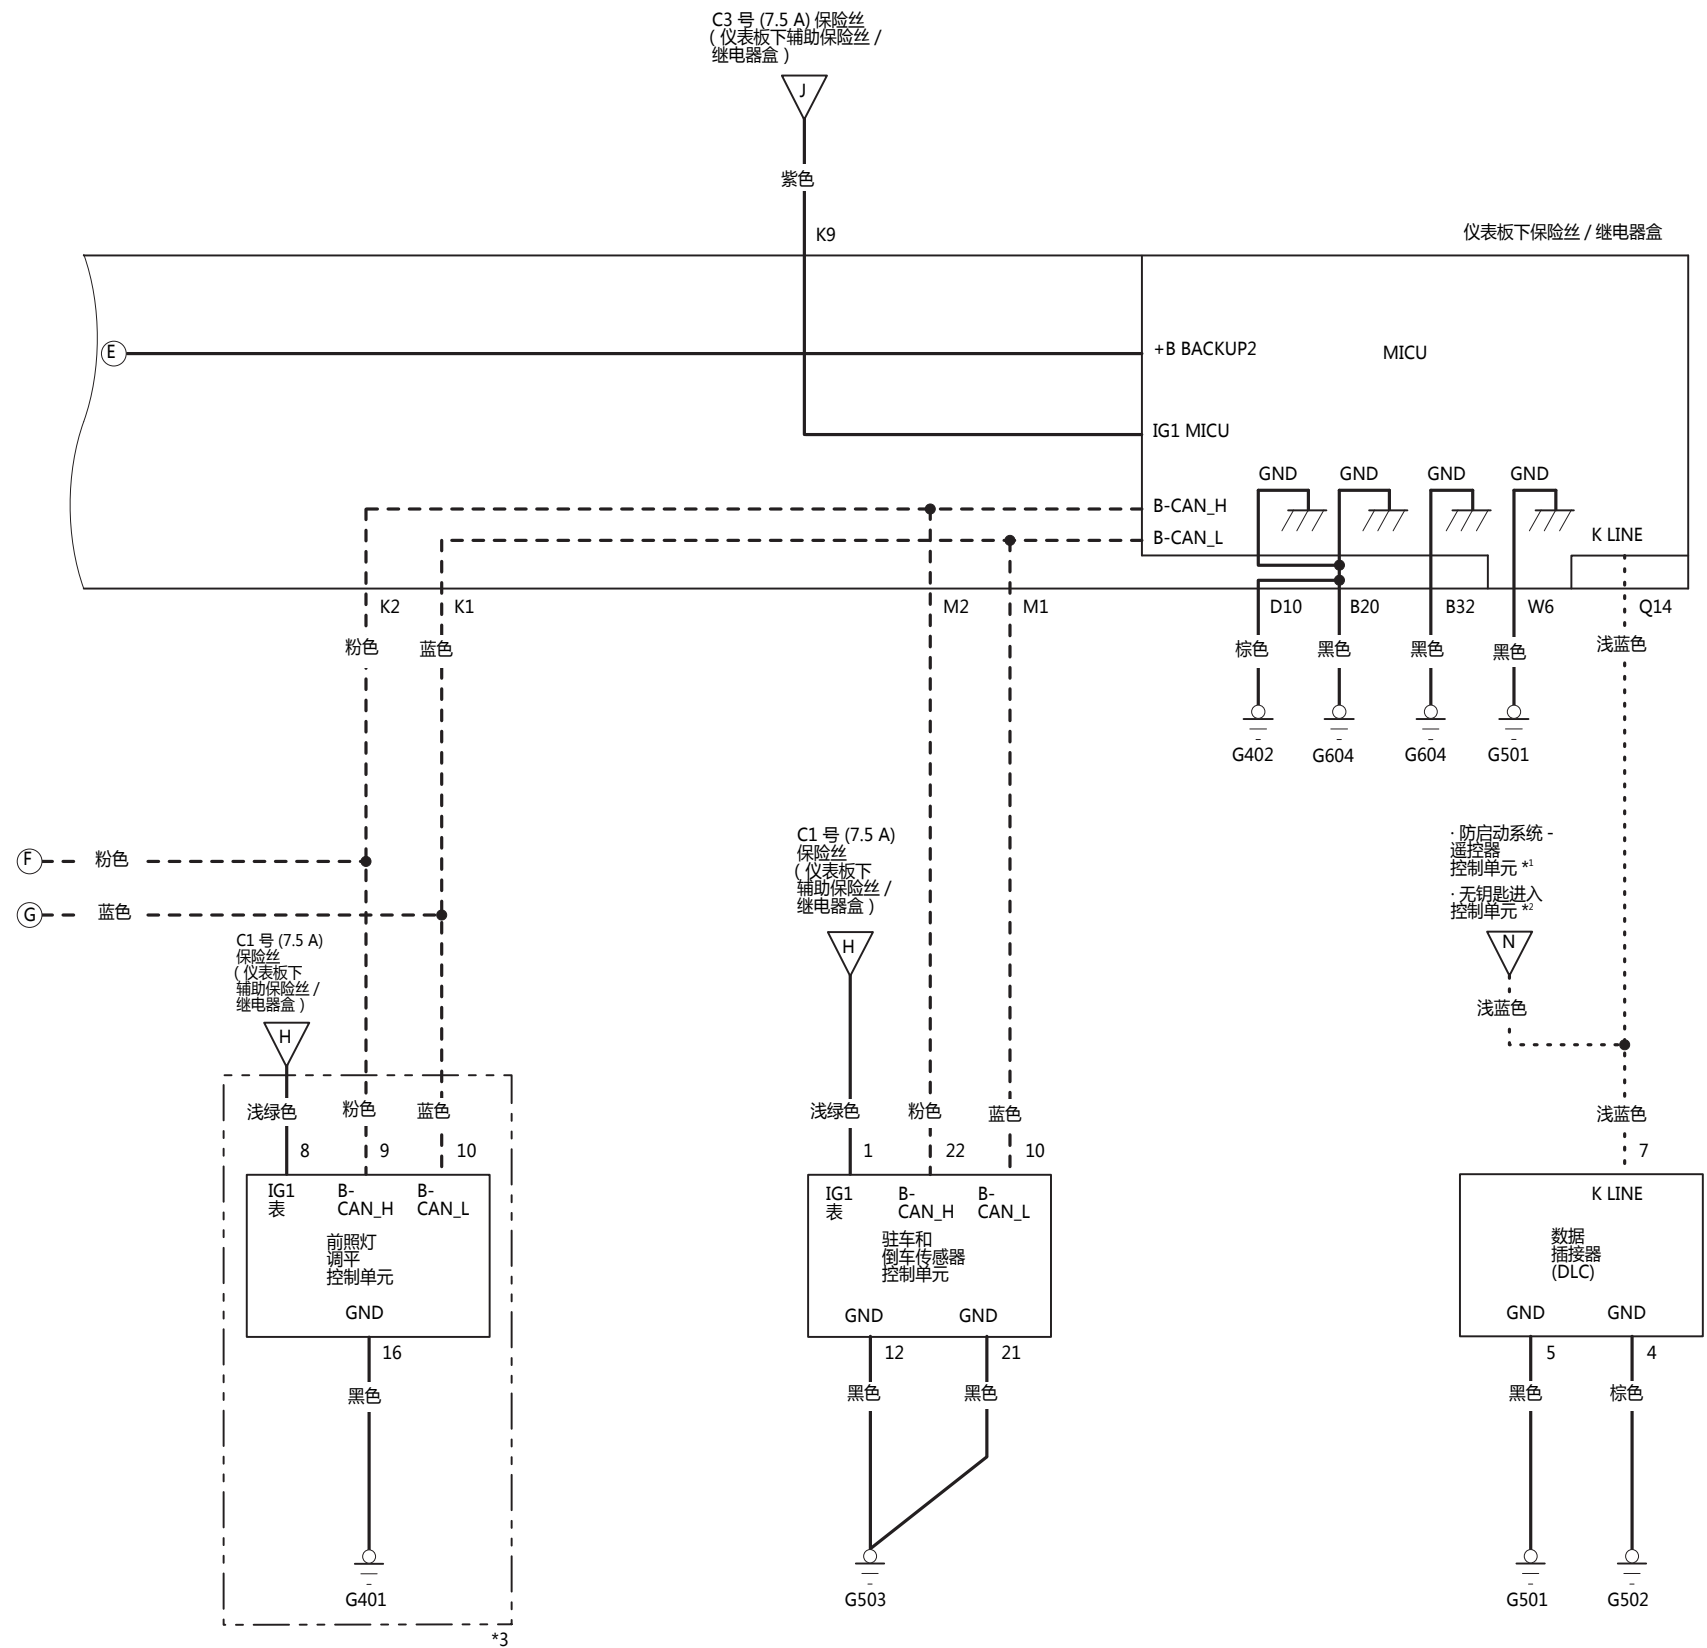 C3 号 (7.5 A) 保险丝
( 仪表板下辅助保险丝 /
继电器盒 )
J
紫色
K9
仪表板下保险丝 / 继电器盒
E
+B BACKUP2
MICU
IG1 MICU
GND
GND
GND
GND
B-CAN_H
B-CAN_L
K LINE
K2
K1
M2
M1
D10
B20
B32
W6
Q14
粉色
蓝色
棕色
黑色
黑色
黑色
浅蓝色
G402
G604
G604
G501
F
粉色
G
蓝色
C1 号 (7.5 A)
保险丝
( 仪表板下
辅助保险丝 /
继电器盒 )
H
C1 号 (7.5 A)
保险丝
( 仪表板下
辅助保险丝 /
继电器盒 )
H
· 防启动系统 -
遥控器
控制单元 *1
· 无钥匙进入
控制单元 *2
N
浅蓝色
浅绿色
粉色
蓝色
8
9
10
IG1
表
B-
CAN_H
B-
CAN_L
前照灯
调平
控制单元
GND
16
黑色
G401
*3
浅绿色
粉色
蓝色
1
22
10
IG1
表
B-
CAN_H
B-
CAN_L
驻车和
倒车传感器
控制单元
GND
GND
12
21
黑色
黑色
G503
浅蓝色
7
K LINE
数据
插接器
(DLC)
GND
GND
5
4
黑色
棕色
G501
G502